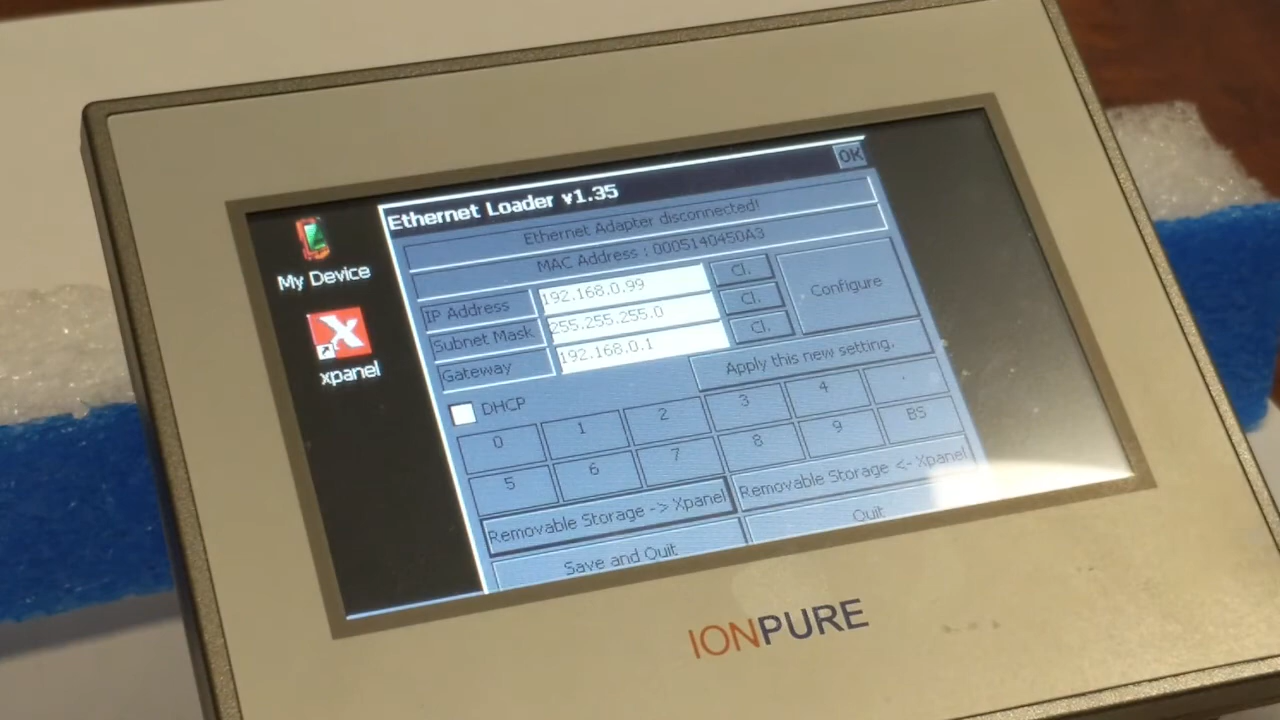 My Device
xpanel
Ethernet Loader v1.35
OK
Ethernet Adapter disconnected!
MAC Address : 0005140450A3
IP Address 192.168.0.99 Cl.
Subnet Mask 255.255.255.0 Cl.
Gateway 192.168.0.1 Cl.
Configure
Apply this new setting.
DHCP
0 1 2 3 4 .
5 6 7 8 9 BS
Removable Storage -> Xpanel Removable Storage <- Xpanel
Save and Quit Quit
IONPURE